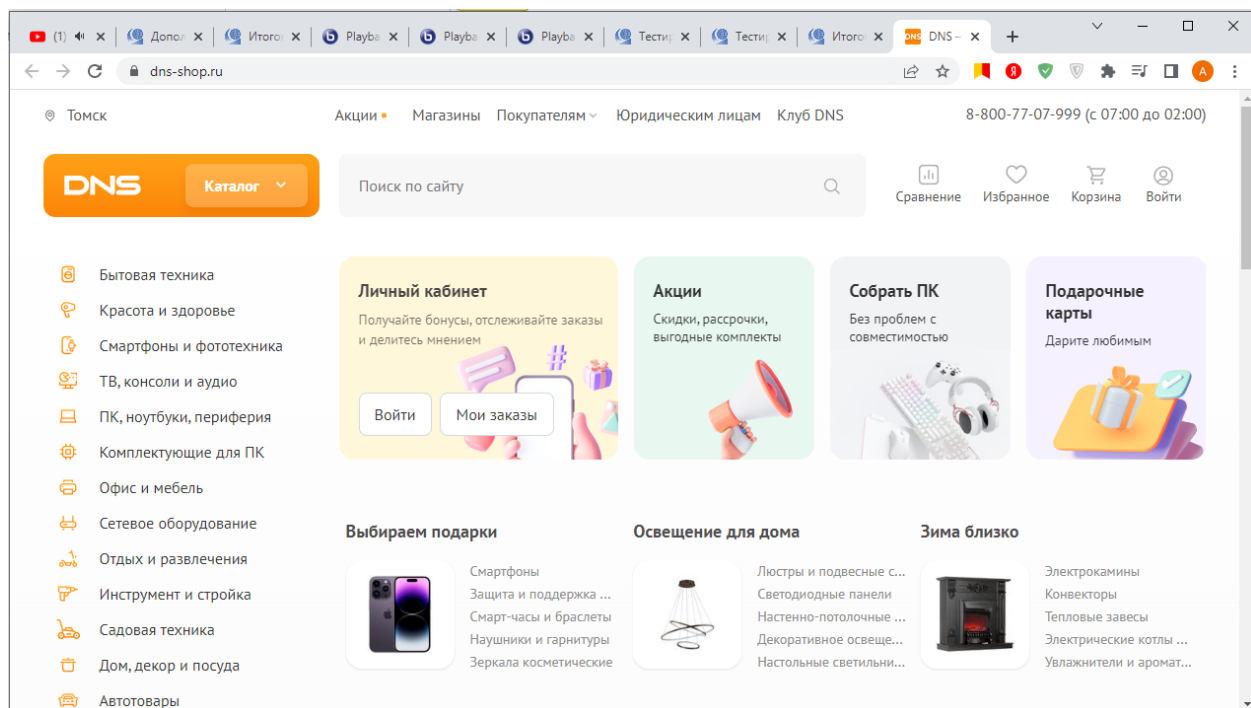 (1)
Допол
Итого
Playba
Playba
Playba
Тестир
Тестир
Итого
DNS –
dns-shop.ru
Томск
Акции
Магазины
Покупателям
Юридическим лицам
Клуб DNS
8-800-77-07-999 (с 07:00 до 02:00)
DNS
Каталог
Поиск по сайту
Сравнение
Избранное
Корзина
Войти
Бытовая техника
Красота и здоровье
Смартфоны и фототехника
ТВ, консоли и аудио
ПК, ноутбуки, периферия
Комплектующие для ПК
Офис и мебель
Сетевое оборудование
Отдых и развлечения
Инструмент и стройка
Садовая техника
Дом, декор и посуда
Автотовары
Личный кабинет
Получайте бонусы, отслеживайте заказы
и делитесь мнением
Войти
Мои заказы
Акции
Скидки, рассрочки,
выгодные комплекты
Собрать ПК
Без проблем с
совместимостью
Подарочные
карты
Дарите любимым
Выбираем подарки
Смартфоны
Защита и поддержка ...
Смарт-часы и браслеты
Наушники и гарнитуры
Зеркала косметические
Освещение для дома
Люстры и подвесные с...
Светодиодные панели
Настенно-потолочные ...
Декоративное освеще...
Настольные светильни...
Зима близко
Электрокамины
Конвекторы
Тепловые завесы
Электрические котлы ...
Увлажнители и аромат...